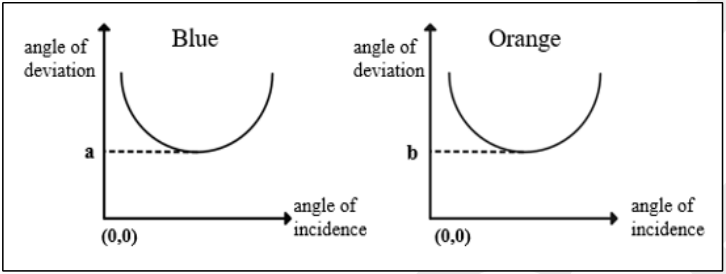 Blue
angle of
deviation
a
(0,0)
angle of
incidence
Orange
angle of
deviation
b
(0,0)
angle of
incidence